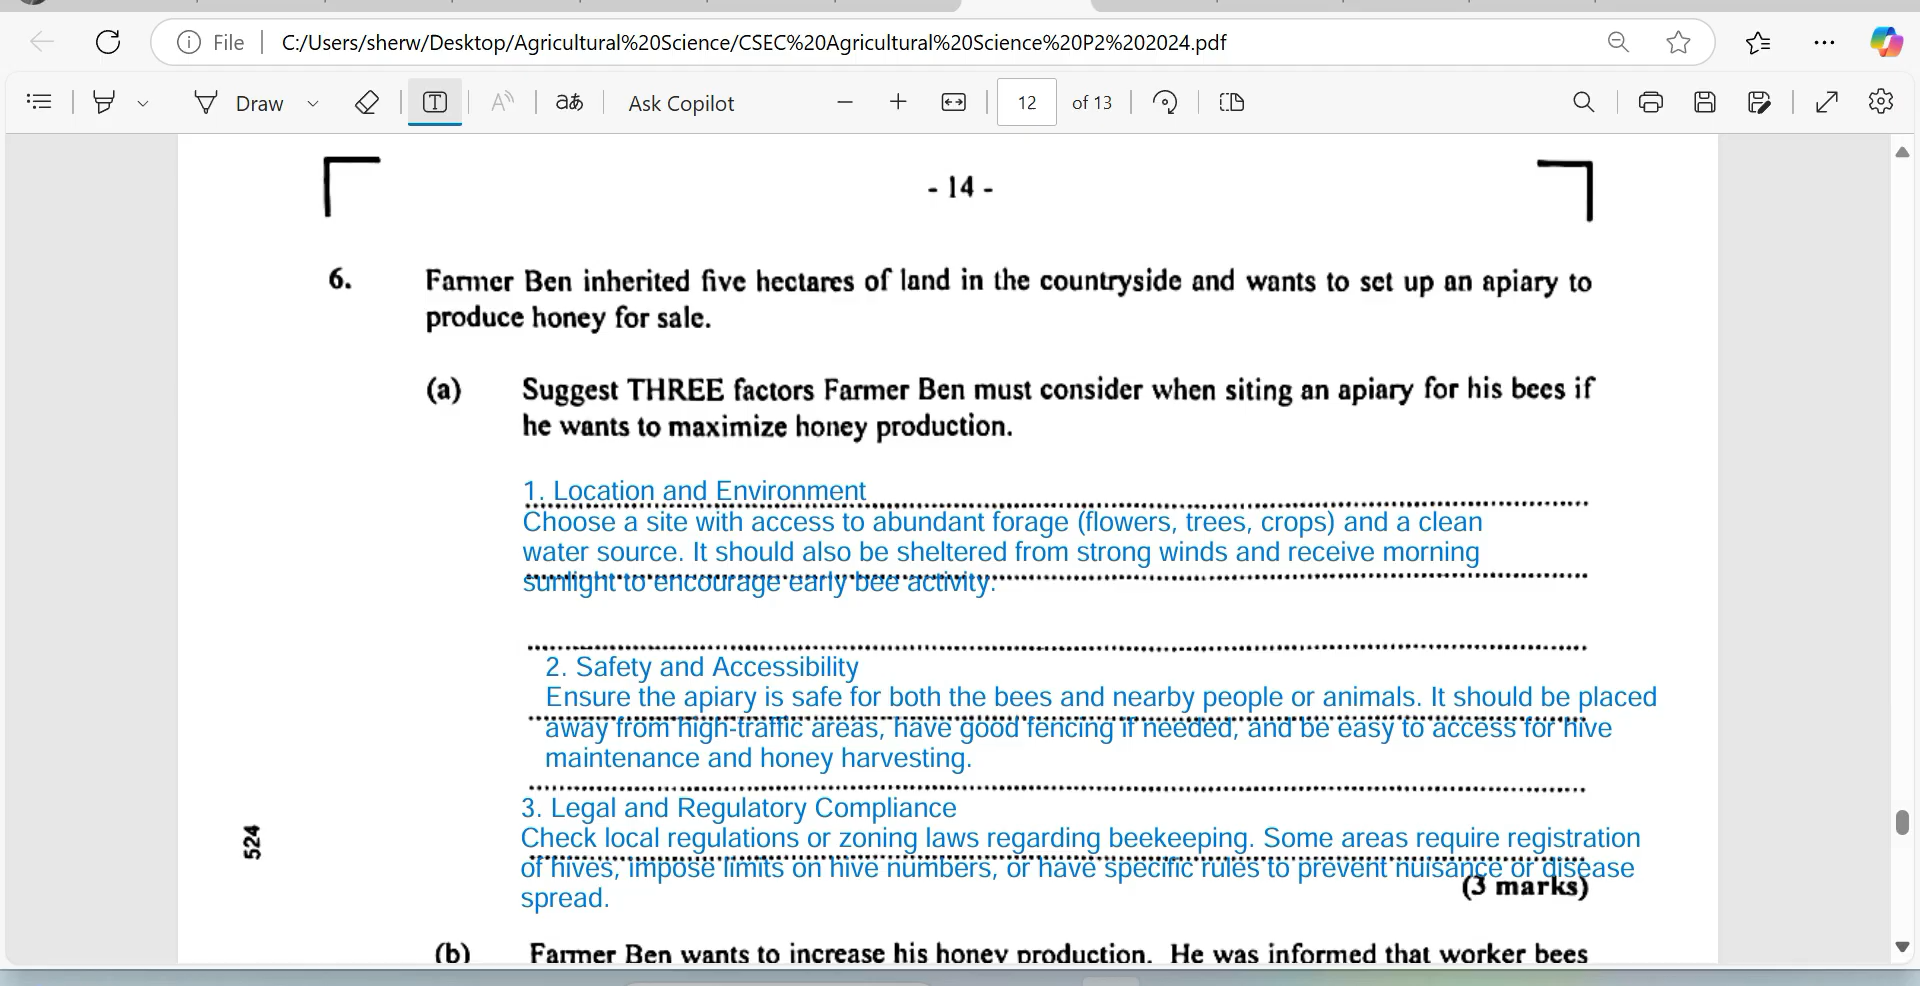 File C:/Users/sherw/Desktop/Agricultural%20Science/CSEC%20Agricultural%20Science%20P2%202024.pdf
Draw Ask Copilot 12 of 13
- 14 -
6. Farmer Ben inherited five hectares of land in the countryside and wants to set up an apiary to
produce honey for sale.
(a) Suggest THREE factors Farmer Ben must consider when siting an apiary for his bees if
he wants to maximize honey production.
1. Location and Environment
Choose a site with access to abundant forage (flowers, trees, crops) and a clean
water source. It should also be sheltered from strong winds and receive morning
sunlight to encourage early bee activity.
2. Safety and Accessibility
Ensure the apiary is safe for both the bees and nearby people or animals. It should be placed
away from high-traffic areas, have good fencing if needed, and be easy to access for hive
maintenance and honey harvesting.
3. Legal and Regulatory Compliance
Check local regulations or zoning laws regarding beekeeping. Some areas require registration
of hives, impose limits on hive numbers, or have specific rules to prevent nuisance or disease
(3 marks)
spread.
524
(b) Farmer Ben wants to increase his honey production. He was informed that worker bees